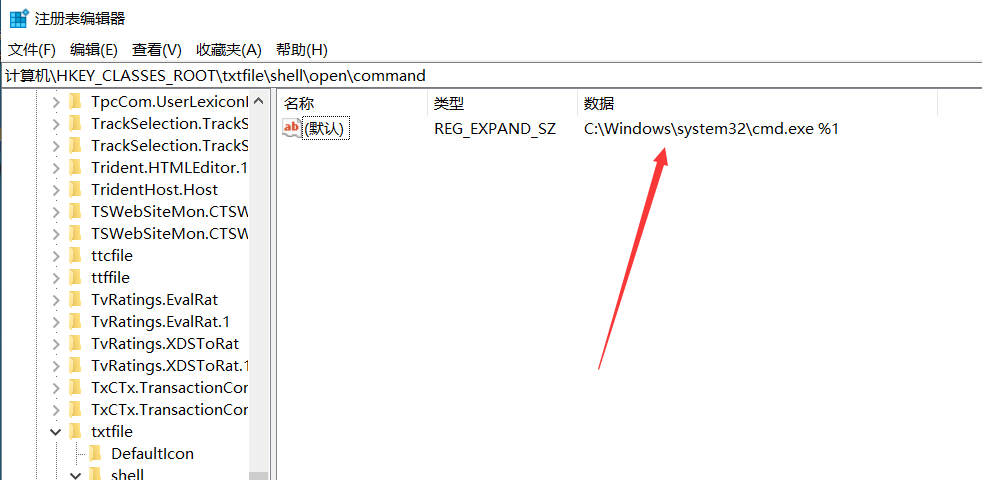 注册表编辑器
文件(F) 编辑(E) 查看(V) 收藏夹(A) 帮助(H)
计算机\HKEY_CLASSES_ROOT\txtfile\shell\open\command
TpcCom.UserLexiconI
TrackSelection.TrackS
TrackSelection.TrackS
Trident.HTMLEditor.1
TridentHost.Host
TSWebSiteMon.CTSW
TSWebSiteMon.CTSW
ttcfile
ttffile
TvRatings.EvalRat
TvRatings.EvalRat.1
TvRatings.XDSToRat
TvRatings.XDSToRat.1
TxCTx.TransactionCor
TxCTx.TransactionCor
txtfile
DefaultIcon
shell
名称 类型 数据
ab (默认) REG_EXPAND_SZ C:\Windows\system32\cmd.exe %1